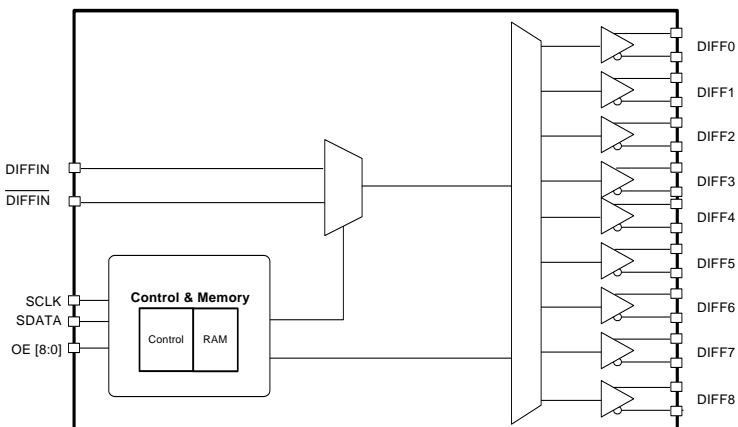 DIFF0
DIFF1
DIFF2
DIFFIN
DIFF3
DIFFIN
DIFF4
DIFF5
Control & Memory
SCLK
DIFF6
SDATA
Control
RAM
OE [8:0]
DIFF7
DIFF8